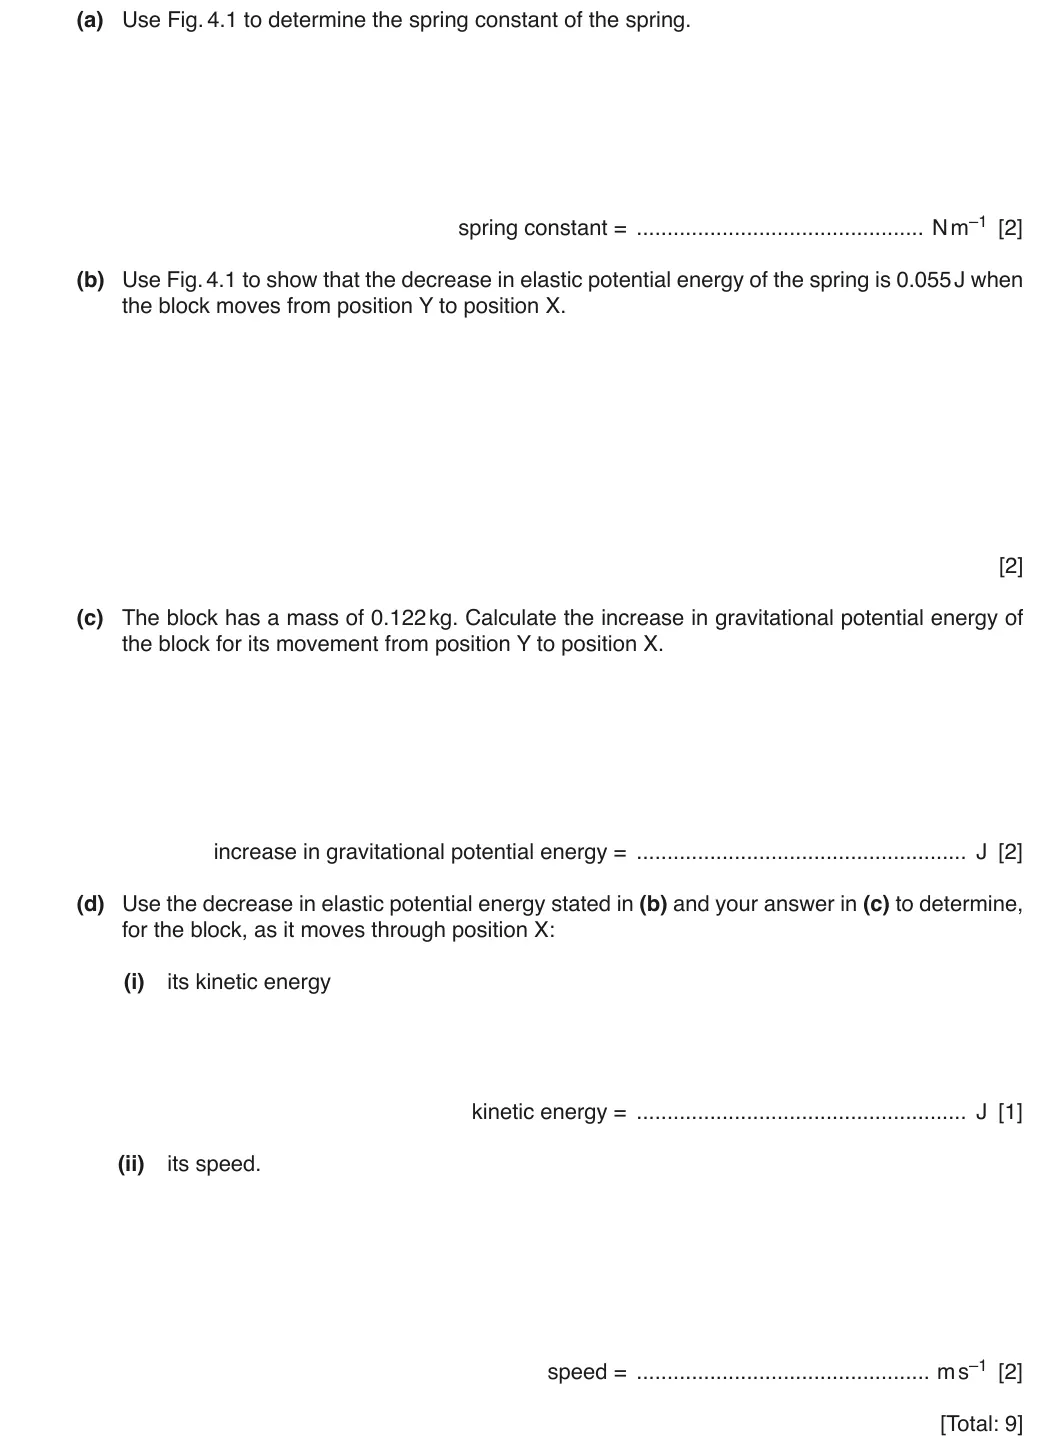 (a) Use Fig. 4.1 to determine the spring constant of the spring.
spring constant = ............................................... N m⁻¹ [2]
(b) Use Fig. 4.1 to show that the decrease in elastic potential energy of the spring is 0.055 J when
the block moves from position Y to position X.
[2]
(c) The block has a mass of 0.122 kg. Calculate the increase in gravitational potential energy of
the block for its movement from position Y to position X.
increase in gravitational potential energy = ...................................................... J [2]
(d) Use the decrease in elastic potential energy stated in (b) and your answer in (c) to determine,
for the block, as it moves through position X:
(i) its kinetic energy
kinetic energy = ...................................................... J [1]
(ii) its speed.
speed = ................................................ m s⁻¹ [2]
[Total: 9]